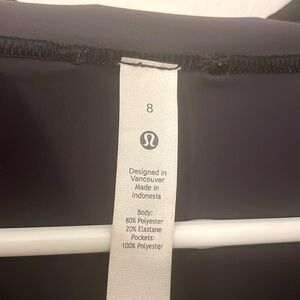 8
Designed in
Vancouver
Made in
Indonesia
Body:
80% Polyester
20% Elastane
Pockets:
100% Polyester